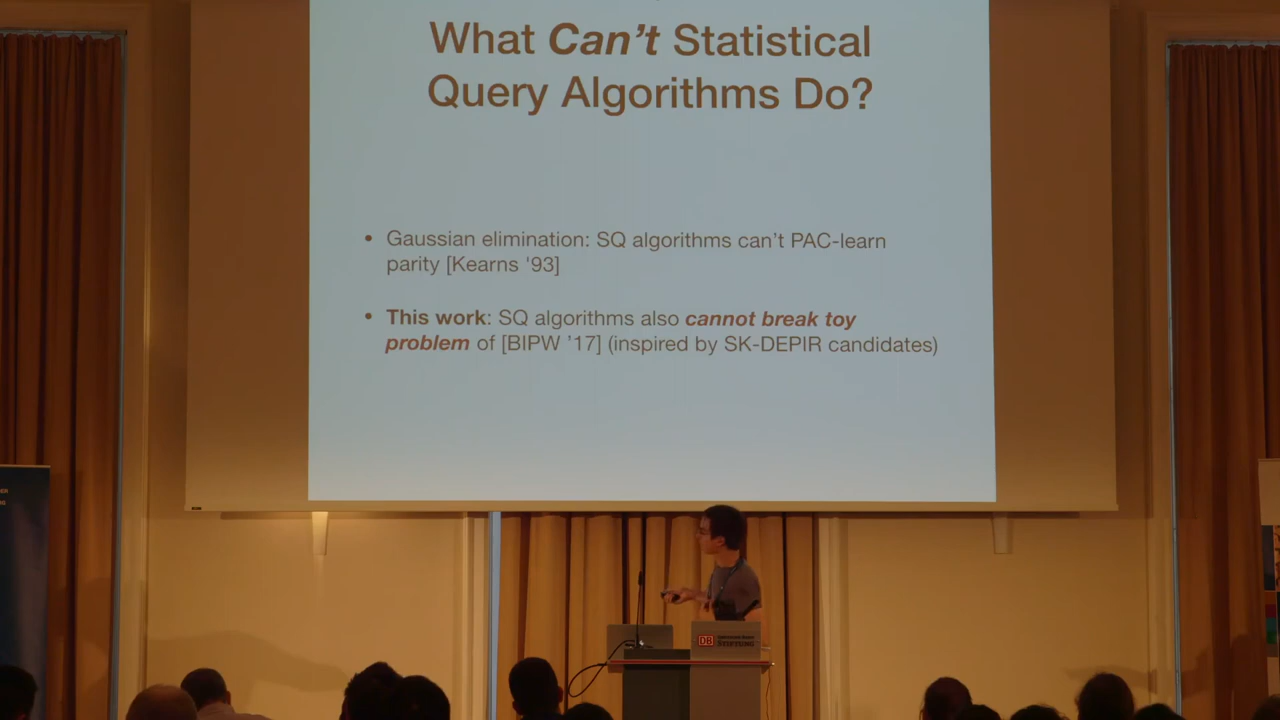 What Can't Statistical
Query Algorithms Do?
• Gaussian elimination: SQ algorithms can't PAC-learn
parity [Kearns '93]
• This work: SQ algorithms also cannot break toy
problem of [BIPW '17] (inspired by SK-DEPIR candidates)
DB
STIFTUNG